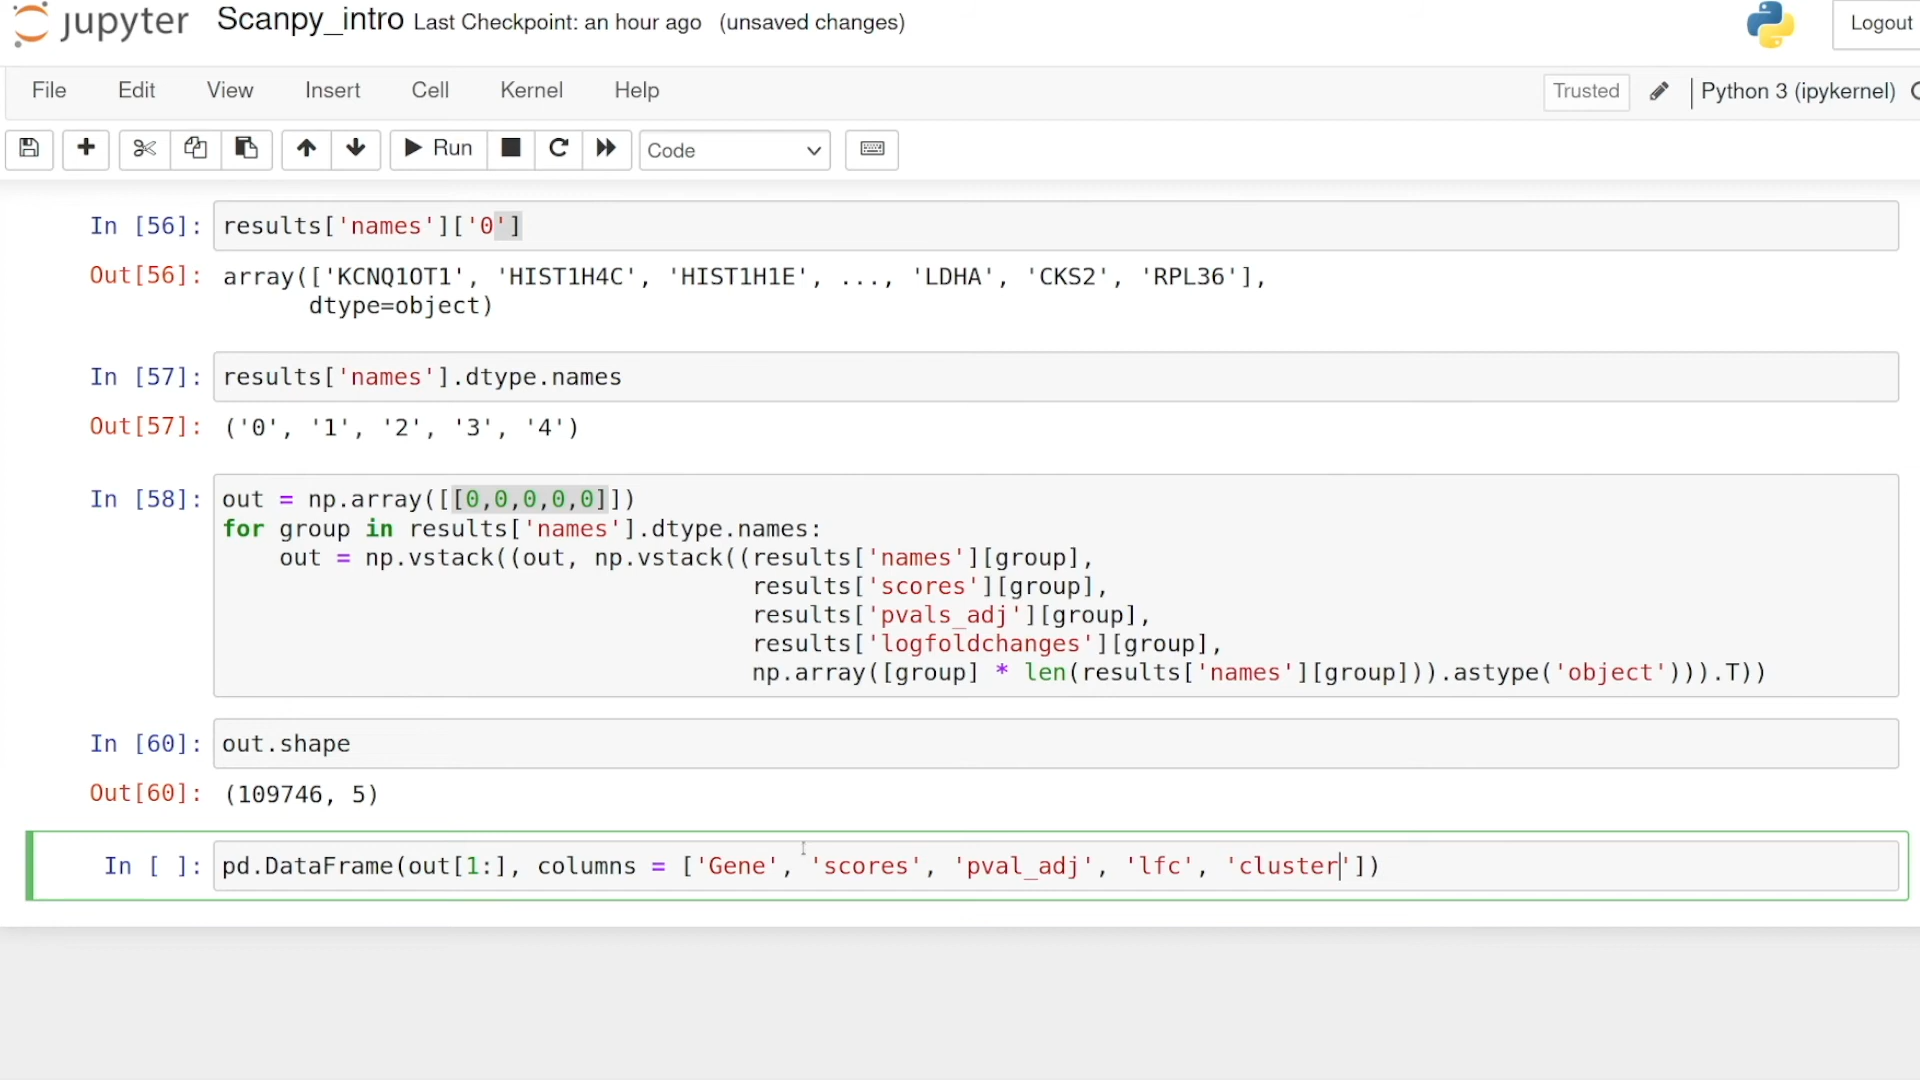 jupyter Scanpy_intro Last Checkpoint: an hour ago (unsaved changes) Logout
File Edit View Insert Cell Kernel Help Trusted Python 3 (ipykernel)
Run Code
In [56]: results['names']['0']
Out[56]: array(['KCNQ1OT1', 'HIST1H4C', 'HIST1H1E', ..., 'LDHA', 'CKS2', 'RPL36'],
dtype=object)
In [57]: results['names'].dtype.names
Out[57]: ('0', '1', '2', '3', '4')
In [58]: out = np.array([[0,0,0,0,0]])
for group in results['names'].dtype.names:
out = np.vstack((out, np.vstack((results['names'][group],
results['scores'][group],
results['pvals_adj'][group],
results['logfoldchanges'][group],
np.array([group] * len(results['names'][group])).astype('object'))).T))
In [60]: out.shape
Out[60]: (109746, 5)
In [ ]: pd.DataFrame(out[1:], columns = ['Gene', 'scores', 'pval_adj', 'lfc', 'cluster'])